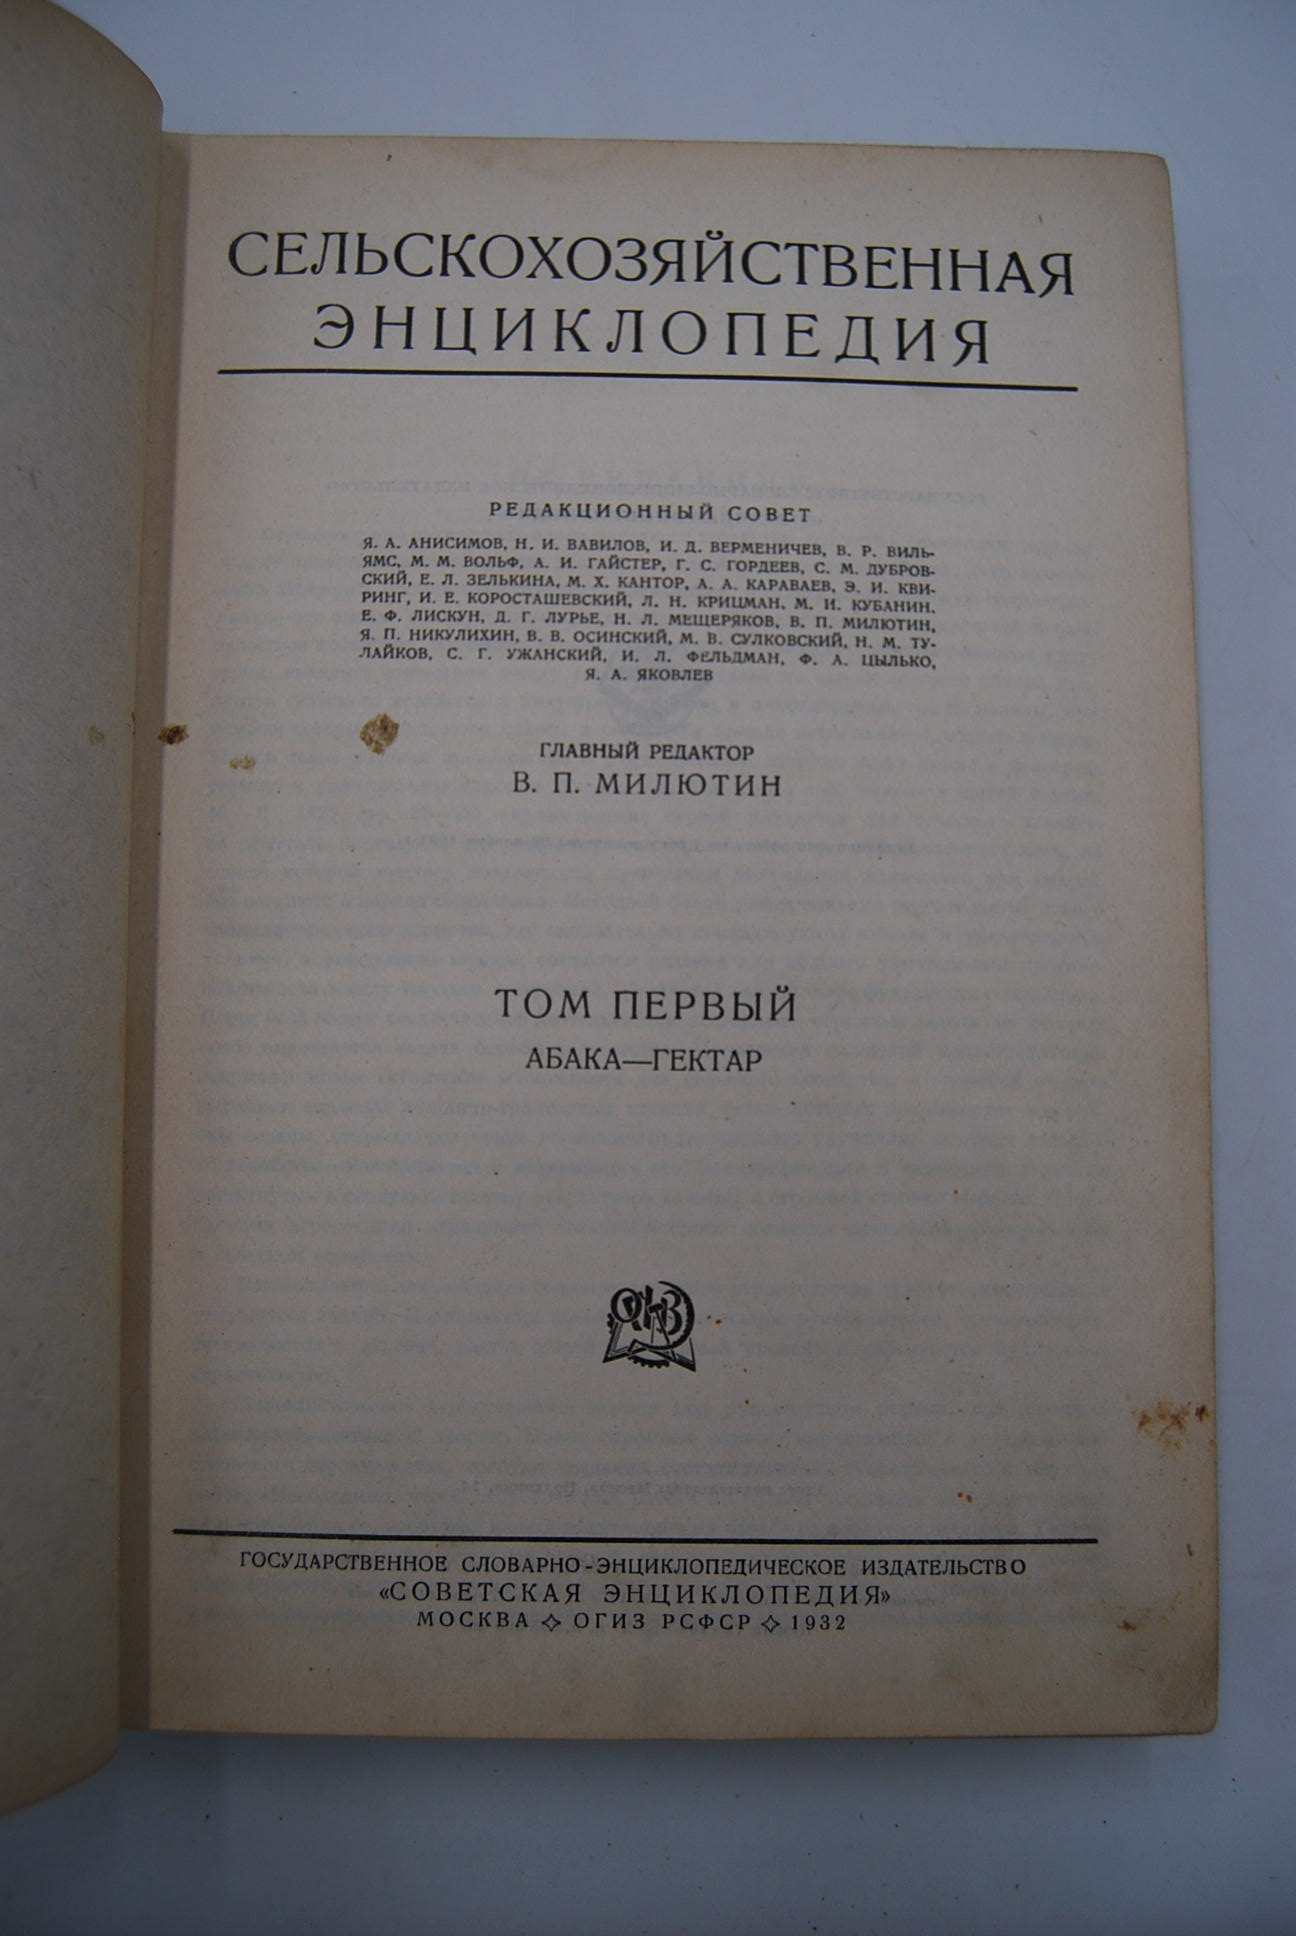 СЕЛЬСКОХОЗЯЙСТВЕННАЯ
ЭНЦИКЛОПЕДИЯ
РЕДАКЦИОННЫЙ СОВЕТ
Я. А. АНИСИМОВ, Н. И. ВАВИЛОВ, И. Д. ВЕРМЕНИЧЕВ, В. Р. ВИЛЬ-
ЯМС, М. М. ВОЛЬФ, А. И. ГАЙСТЕР, Г. С. ГОРДЕЕВ, С. М. ДУБРОВ-
СКИЙ, Е. Л. ЗЕЛЬКИНА, М. Х. КАНТОР, А. А. КАРАВАЕВ, Э. И. КВИ-
РИНГ, И. Е. КОРОСТАШЕВСКИЙ, Л. Н. КРИЦМАН, М. И. КУБАНИН,
Е. Ф. ЛИСКУН, Д. Г. ЛУРЬЕ, Н. Л. МЕЩЕРЯКОВ, В. П. МИЛЮТИН,
Я. П. НИКУЛИХИН, В. В. ОСИНСКИЙ, М. В. СУЛКОВСКИЙ, Н. М. ТУ-
ЛАЙКОВ, С. Г. УЖАНСКИЙ, И. Л. ФЕЛЬДМАН, Ф. А. ЦЫЛЬКО,
Я. А. ЯКОВЛЕВ
ГЛАВНЫЙ РЕДАКТОР
В. П. МИЛЮТИН
ТОМ ПЕРВЫЙ
АБАКА—ГЕКТАР
ГОСУДАРСТВЕННОЕ СЛОВАРНО-ЭНЦИКЛОПЕДИЧЕСКОЕ ИЗДАТЕЛЬСТВО
«СОВЕТСКАЯ ЭНЦИКЛОПЕДИЯ»
МОСКВА ✧ ОГИЗ РСФСР ✧ 1932